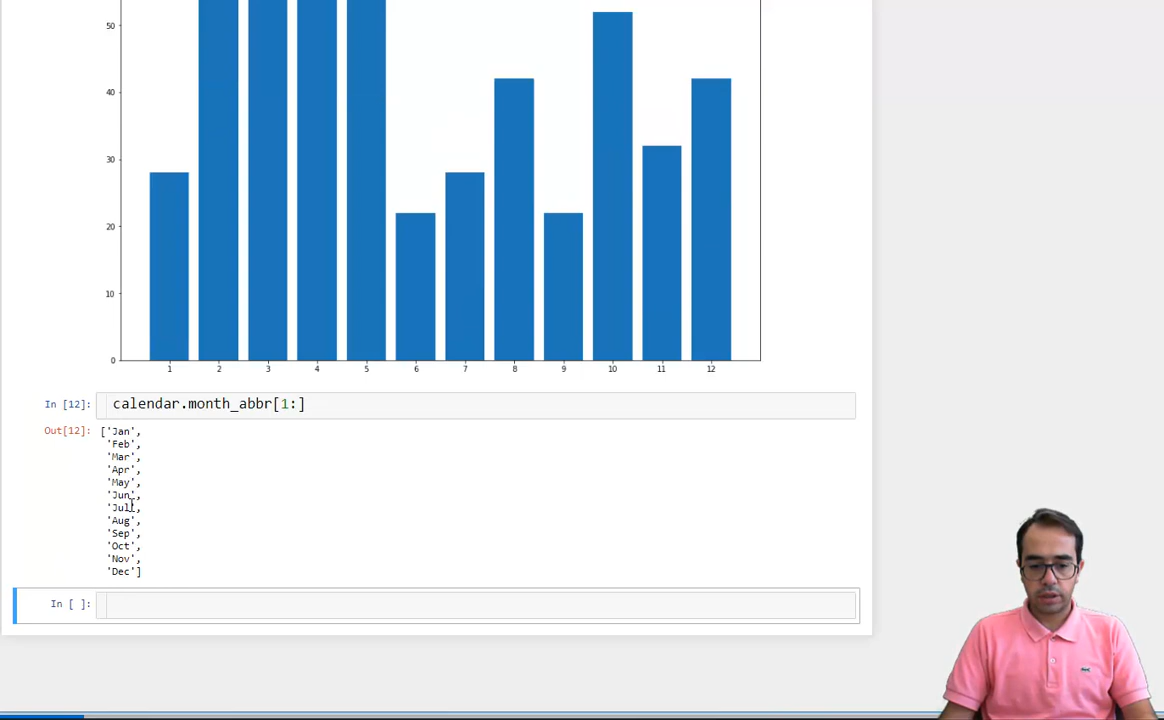 50
40
30
20
10
0
1 2 3 4 5 6 7 8 9 10 11 12
In [12]: calendar.month_abbr[1:]
Out[12]: ['Jan',
'Feb',
'Mar',
'Apr',
'May',
'Jun',
'Jul',
'Aug',
'Sep',
'Oct',
'Nov',
'Dec']
In [ ]: